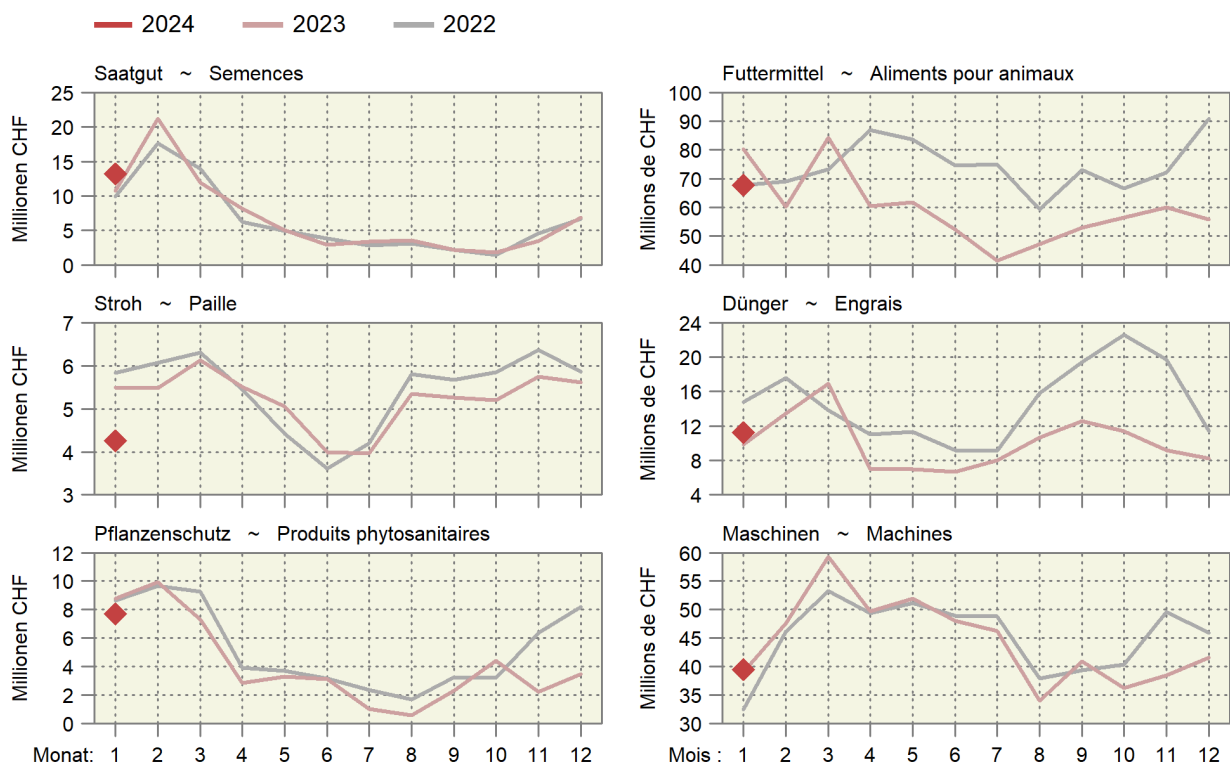 2024 2023 2022
Saatgut ~ Semences
Millionen CHF
25
20
15
10
5
0
Futtermittel ~ Aliments pour animaux
Millions de CHF
100
90
80
70
60
50
40
Stroh ~ Paille
Millionen CHF
7
6
5
4
3
Dünger ~ Engrais
Millions de CHF
24
20
16
12
8
4
Pflanzenschutz ~ Produits phytosanitaires
Millionen CHF
12
10
8
6
4
2
0
Monat: 1 2 3 4 5 6 7 8 9 10 11 12
Maschinen ~ Machines
Millions de CHF
60
55
50
45
40
35
30
Mois : 1 2 3 4 5 6 7 8 9 10 11 12